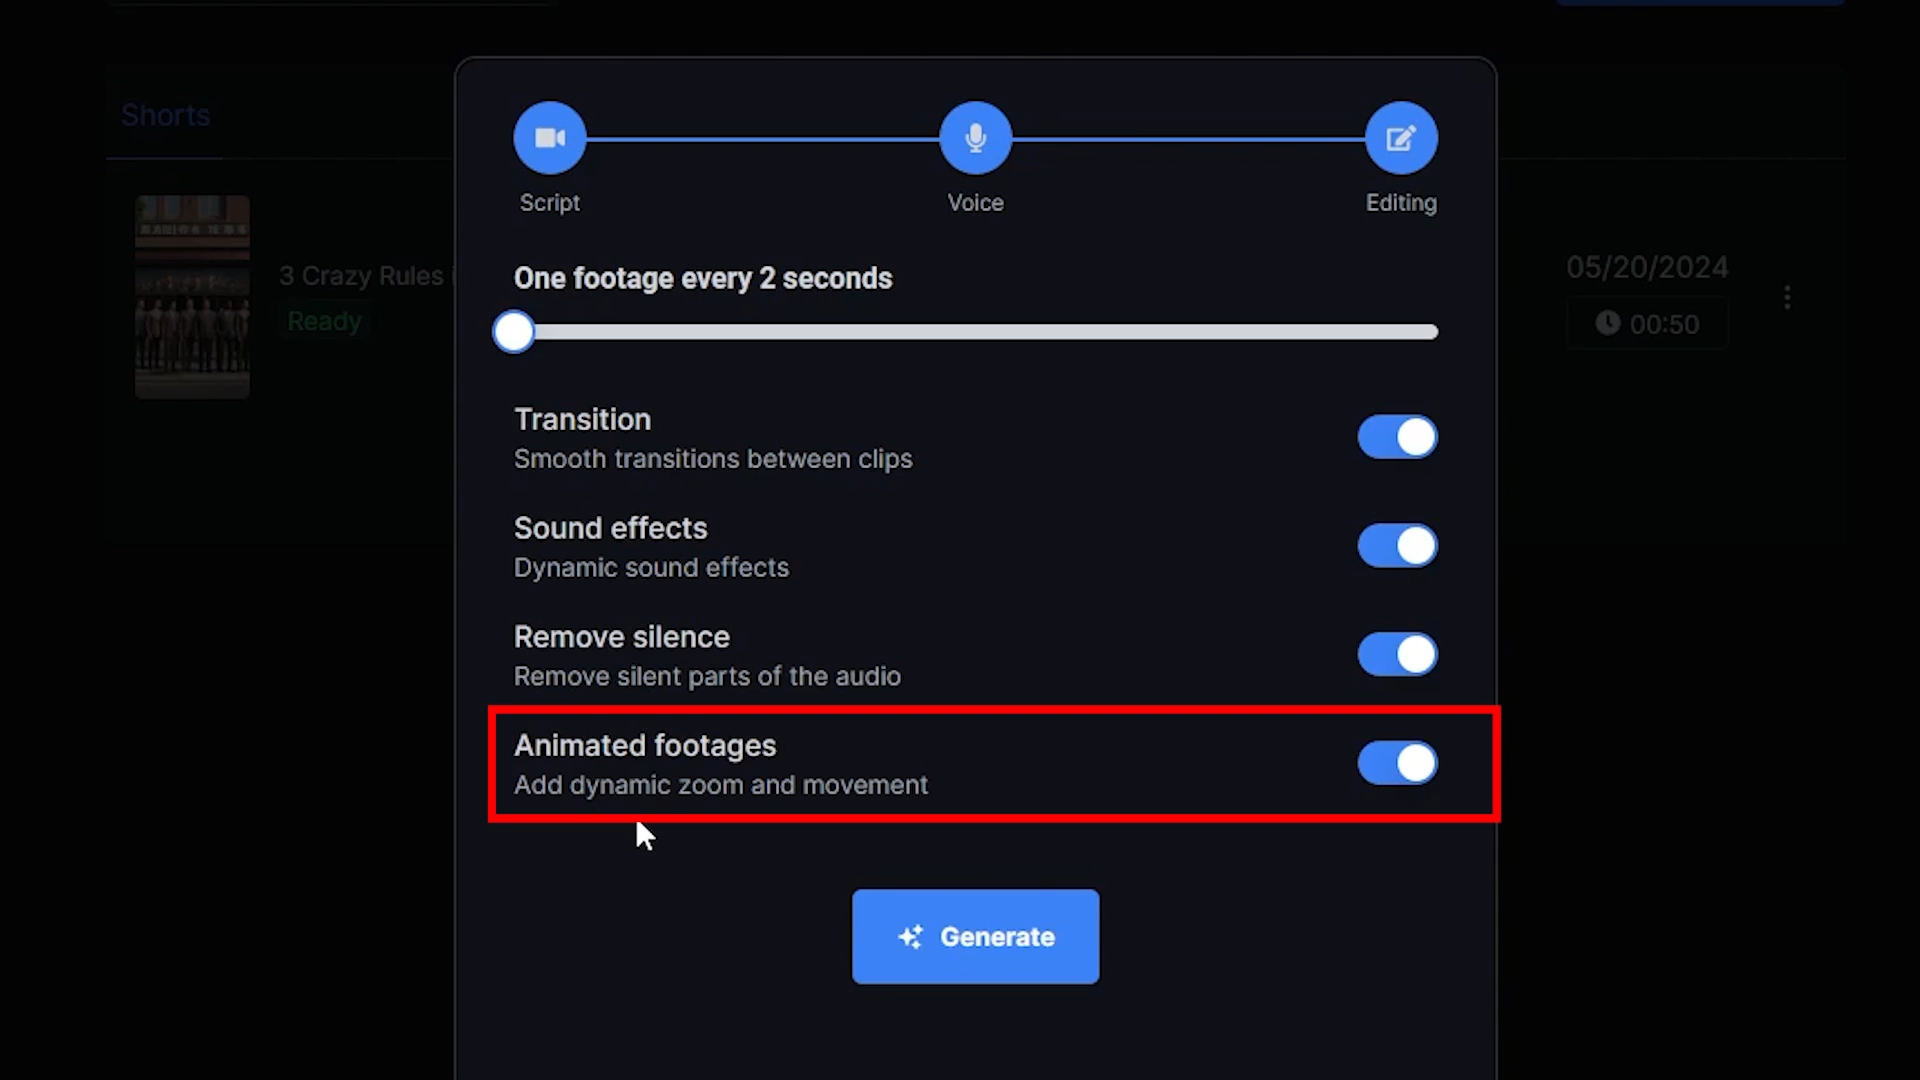 Shorts
Script
Voice
Editing
3 Crazy Rules
Ready
05/20/2024
00:50
One footage every 2 seconds
Transition
Smooth transitions between clips
Sound effects
Dynamic sound effects
Remove silence
Remove silent parts of the audio
Animated footages
Add dynamic zoom and movement
Generate